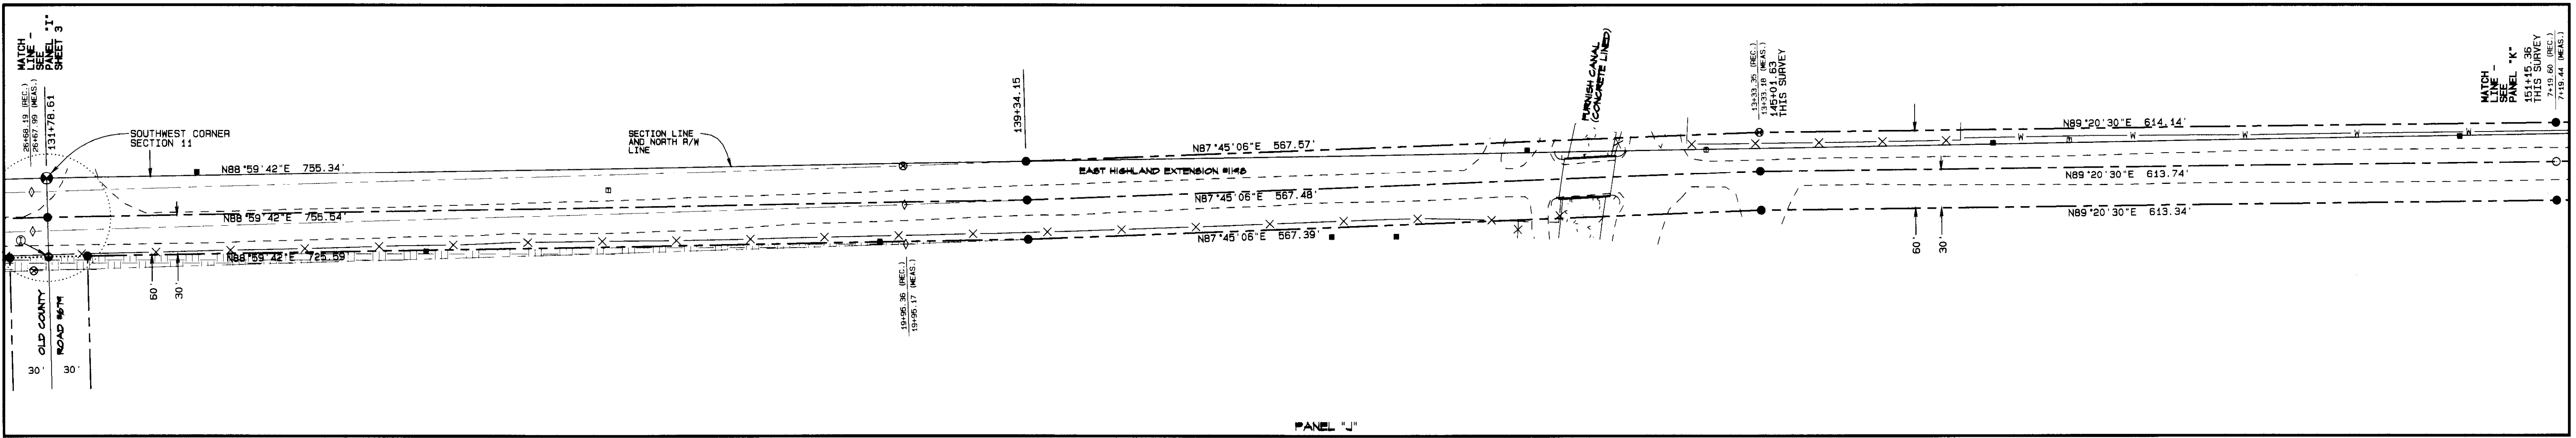 MATCH
LINE -
SEE
PANEL "I"
SHEET 3
26+68.19 (REC.)
26+67.99 (MEAS.)
131+78.61
SOUTHWEST CORNER
SECTION 11
N88°59'42"E 755.34'
N88°59'42"E 755.54'
N88°59'42"E 725.59'
60'
30'
OLD COUNTY
ROAD #679
30'
30'
SECTION LINE
AND NORTH R/W
LINE
19+95.36 (REC.)
19+95.17 (MEAS.)
139+34.15
N87°45'06"E 567.57'
EAST HIGHLAND EXTENSION #1198
N87°45'06"E 567.48'
N87°45'06"E 567.39'
FURNISH CANAL
(CONCRETE LINED)
13+33.35 (REC.)
13+33.18 (MEAS.)
145+01.63
THIS SURVEY
60'
30'
N89°20'30"E 614.14'
W W W W W
N89°20'30"E 613.74'
N89°20'30"E 613.34'
MATCH
LINE -
SEE
PANEL "K"
151+15.36
THIS SURVEY
7+19.60 (REC.)
7+19.44 (MEAS.)
PANEL "J"